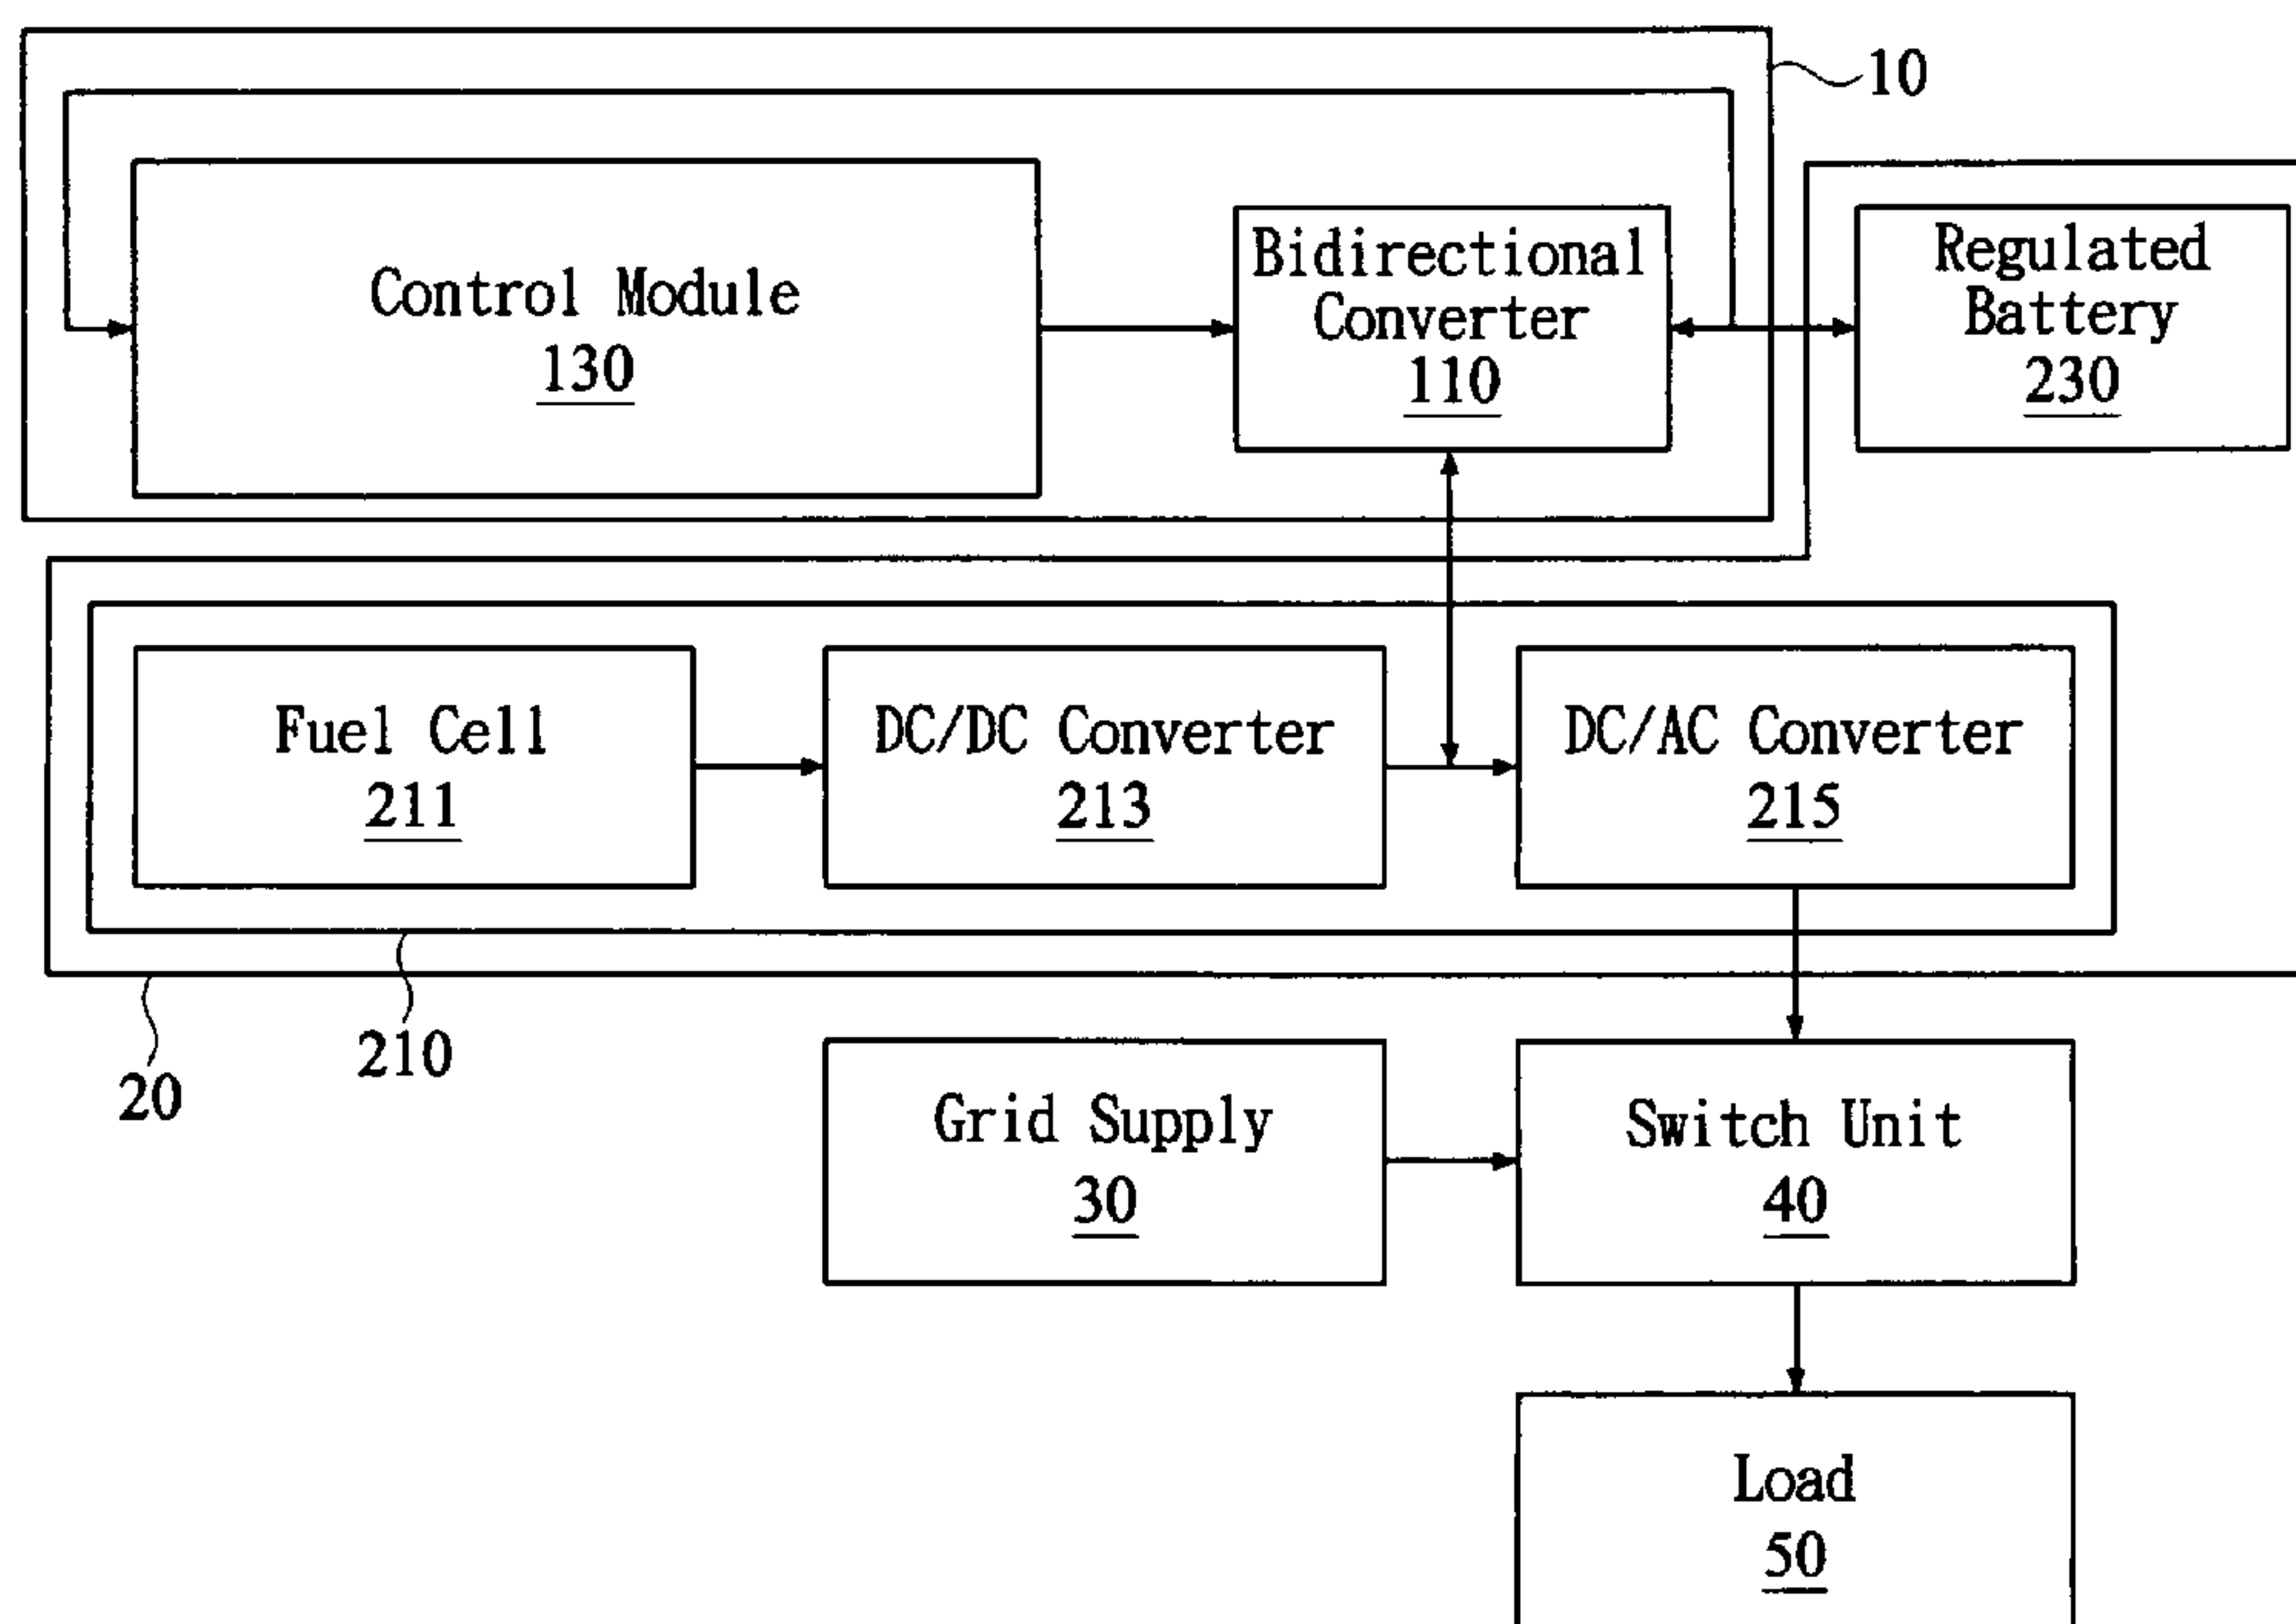 10
Control Module
130
Bidirectional
Converter
110
Regulated
Battery
230
Fuel Cell
211
DC/DC Converter
213
DC/AC Converter
215
210
20
Grid Supply
30
Switch Unit
40
Load
50